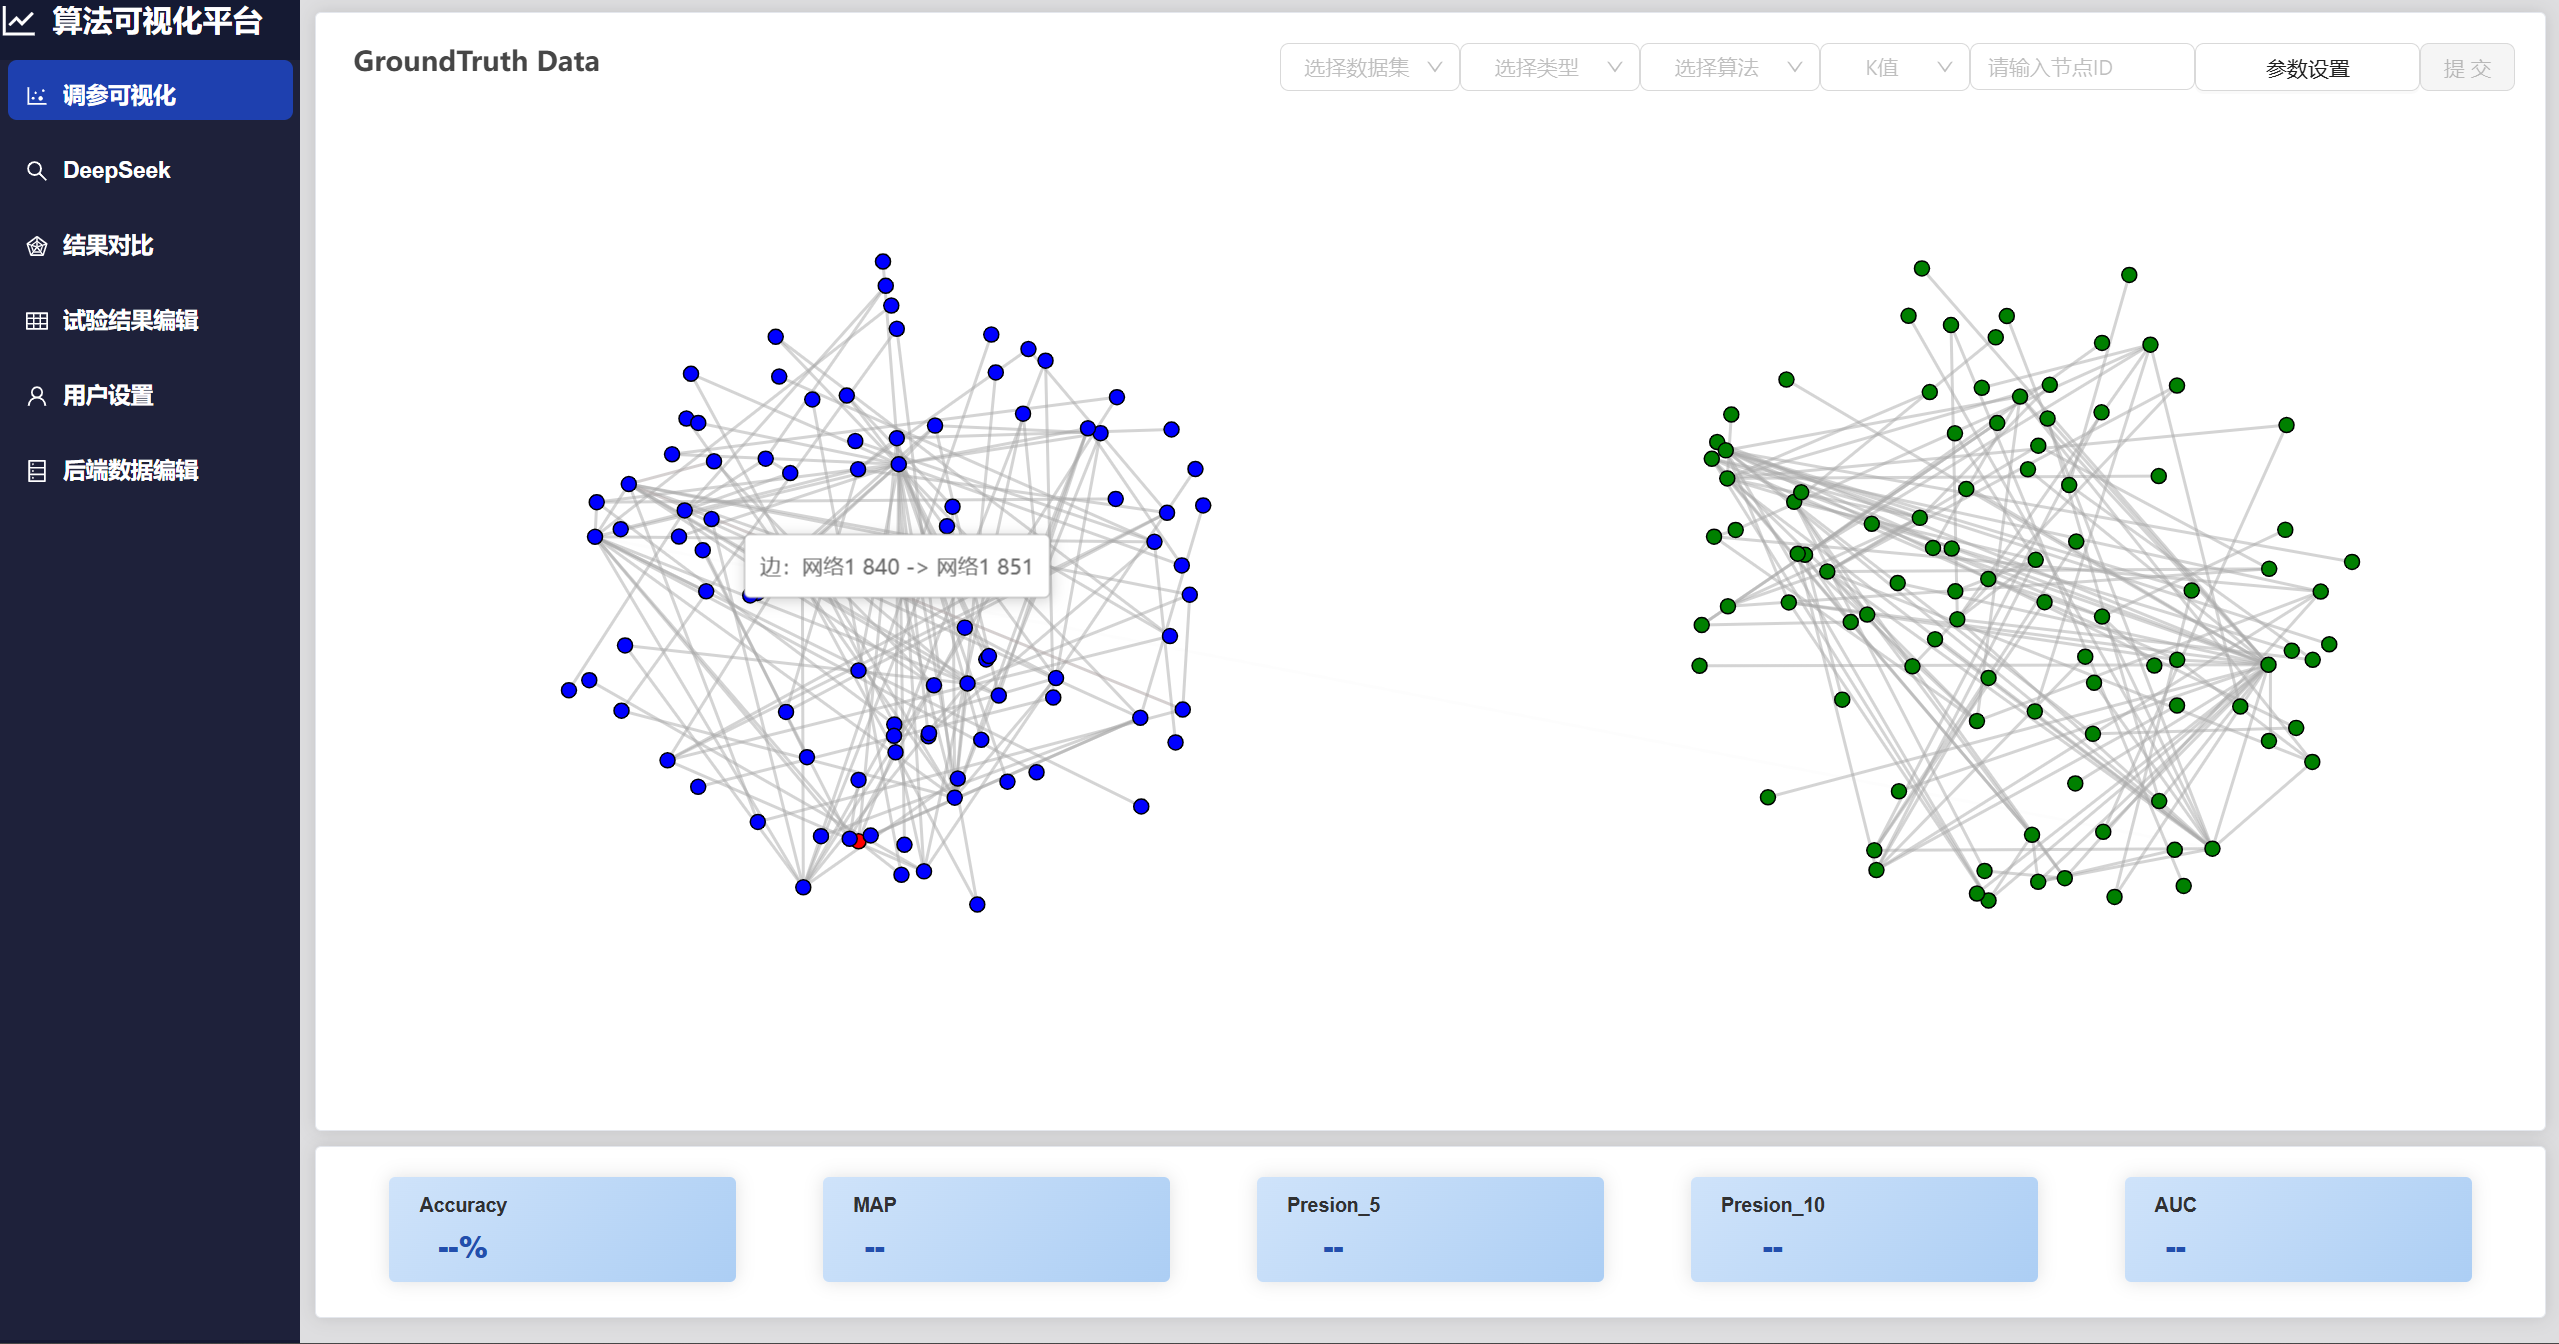 算法可视化平台
调参可视化
DeepSeek
结果对比
试验结果编辑
用户设置
后端数据编辑
GroundTruth Data
选择数据集
选择类型
选择算法
K值
请输入节点ID
参数设置
提 交
边：网络1 840 -> 网络1 851
Accuracy
--%
MAP
--
Presion_5
--
Presion_10
--
AUC
--